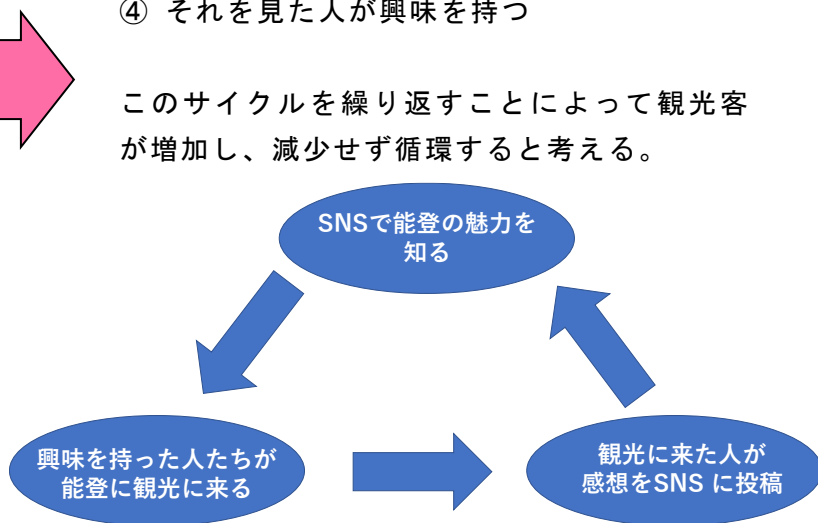 ④ それを見た人が興味を持つ
このサイクルを繰り返すことによって観光客
が増加し、減少せず循環すると考える。
SNSで能登の魅力を
知る
興味を持った人たちが
能登に観光に来る
観光に来た人が
感想をSNS に投稿